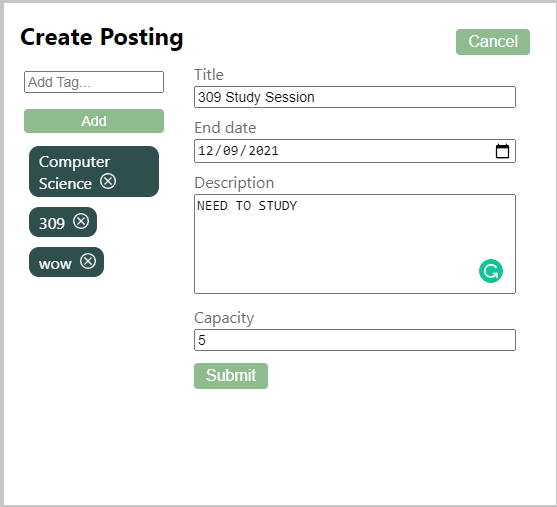 Create Posting
Cancel
Add Tag...
Add
Computer
Science
309
wow
Title
309 Study Session
End date
12/09/2021
Description
NEED TO STUDY
Capacity
5
Submit